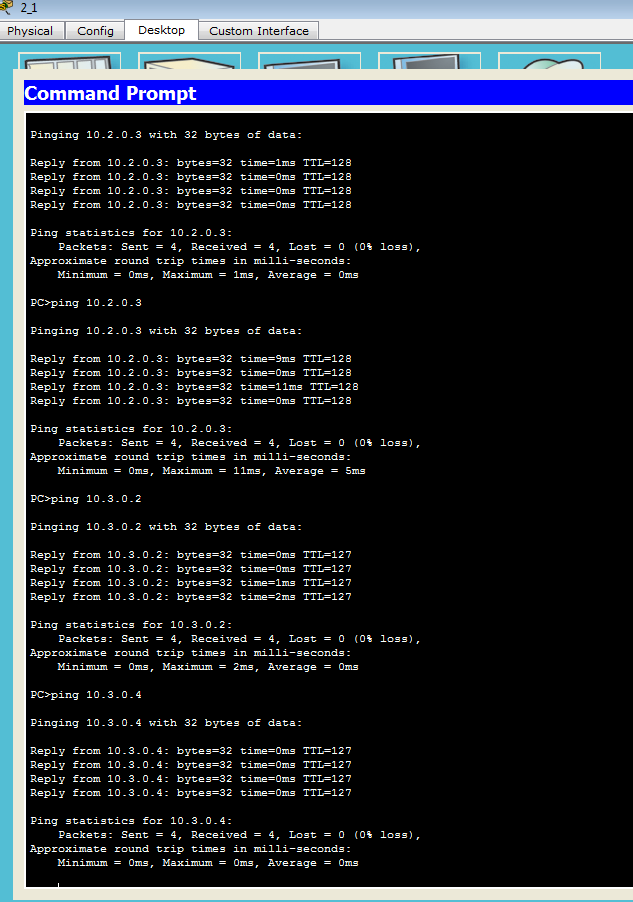 2_1
Physical Config Desktop Custom Interface
Command Prompt
Pinging 10.2.0.3 with 32 bytes of data:
Reply from 10.2.0.3: bytes=32 time=1ms TTL=128
Reply from 10.2.0.3: bytes=32 time=0ms TTL=128
Reply from 10.2.0.3: bytes=32 time=0ms TTL=128
Reply from 10.2.0.3: bytes=32 time=0ms TTL=128
Ping statistics for 10.2.0.3:
Packets: Sent = 4, Received = 4, Lost = 0 (0% loss),
Approximate round trip times in milli-seconds:
Minimum = 0ms, Maximum = 1ms, Average = 0ms
PC>ping 10.2.0.3
Pinging 10.2.0.3 with 32 bytes of data:
Reply from 10.2.0.3: bytes=32 time=9ms TTL=128
Reply from 10.2.0.3: bytes=32 time=0ms TTL=128
Reply from 10.2.0.3: bytes=32 time=11ms TTL=128
Reply from 10.2.0.3: bytes=32 time=0ms TTL=128
Ping statistics for 10.2.0.3:
Packets: Sent = 4, Received = 4, Lost = 0 (0% loss),
Approximate round trip times in milli-seconds:
Minimum = 0ms, Maximum = 11ms, Average = 5ms
PC>ping 10.3.0.2
Pinging 10.3.0.2 with 32 bytes of data:
Reply from 10.3.0.2: bytes=32 time=0ms TTL=127
Reply from 10.3.0.2: bytes=32 time=0ms TTL=127
Reply from 10.3.0.2: bytes=32 time=1ms TTL=127
Reply from 10.3.0.2: bytes=32 time=2ms TTL=127
Ping statistics for 10.3.0.2:
Packets: Sent = 4, Received = 4, Lost = 0 (0% loss),
Approximate round trip times in milli-seconds:
Minimum = 0ms, Maximum = 2ms, Average = 0ms
PC>ping 10.3.0.4
Pinging 10.3.0.4 with 32 bytes of data:
Reply from 10.3.0.4: bytes=32 time=0ms TTL=127
Reply from 10.3.0.4: bytes=32 time=0ms TTL=127
Reply from 10.3.0.4: bytes=32 time=0ms TTL=127
Reply from 10.3.0.4: bytes=32 time=0ms TTL=127
Ping statistics for 10.3.0.4:
Packets: Sent = 4, Received = 4, Lost = 0 (0% loss),
Approximate round trip times in milli-seconds:
Minimum = 0ms, Maximum = 0ms, Average = 0ms